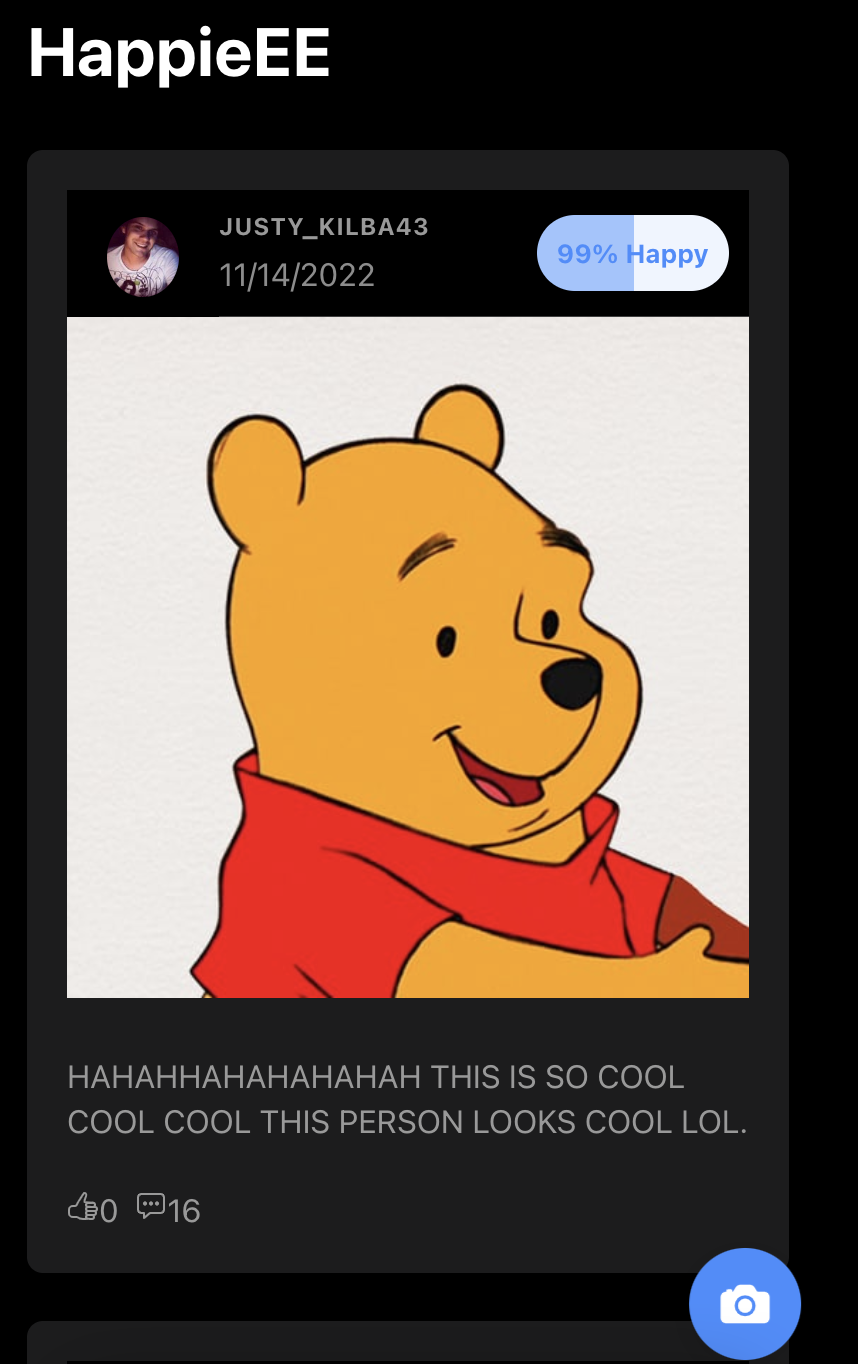 HappieEE
JUSTY_KILBA43
11/14/2022
99% Happy
HAHAHHAHAHAHAHAH THIS IS SO COOL
COOL COOL THIS PERSON LOOKS COOL LOL.
0 16